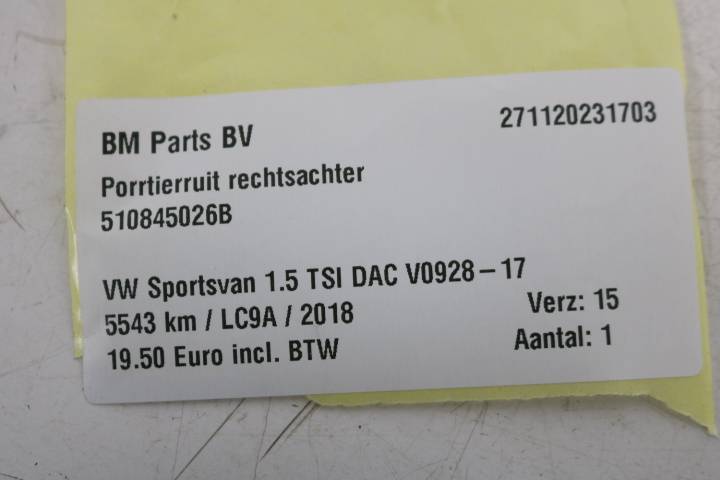 BM Parts BV 271120231703
Porrtierruit rechtsachter
510845026B
VW Sportsvan 1.5 TSI DAC V0928-17
5543 km / LC9A / 2018 Verz: 15
19.50 Euro incl. BTW Aantal: 1